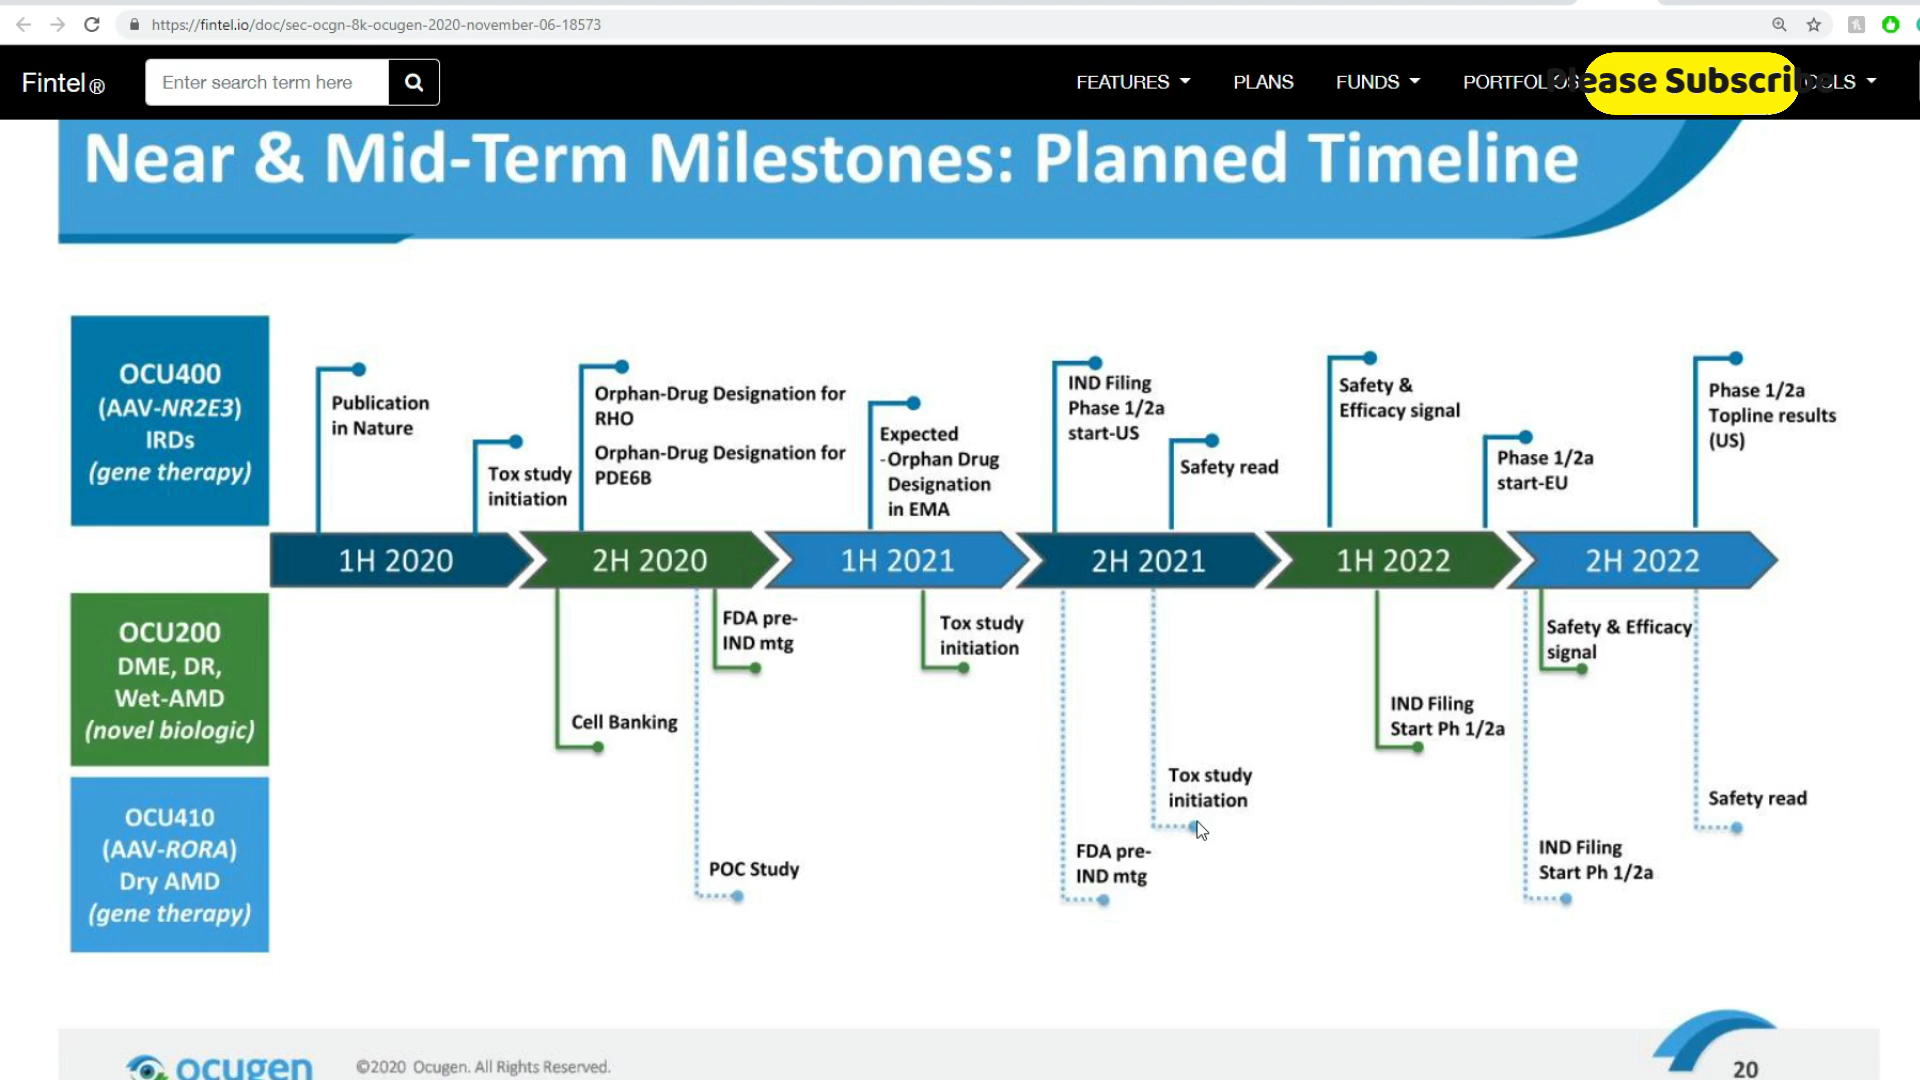 https://fintel.io/doc/sec-ocgn-8k-ocugen-2020-november-06-18573
Fintel®
Enter search term here
FEATURES
PLANS
FUNDS
Please Subscribe
Near & Mid-Term Milestones: Planned Timeline
OCU400
(AAV-NR2E3)
IRDs
(gene therapy)
Publication
in Nature
Tox study
initiation
Orphan-Drug Designation for
RHO
Orphan-Drug Designation for
PDE6B
Expected
-Orphan Drug
Designation
in EMA
IND Filing
Phase 1/2a
start-US
Safety read
Safety &
Efficacy signal
Phase 1/2a
start-EU
Phase 1/2a
Topline results
(US)
1H 2020
2H 2020
1H 2021
2H 2021
1H 2022
2H 2022
OCU200
DME, DR,
Wet-AMD
(novel biologic)
Cell Banking
FDA pre-
IND mtg
Tox study
initiation
IND Filing
Start Ph 1/2a
Safety & Efficacy
signal
OCU410
(AAV-RORA)
Dry AMD
(gene therapy)
POC Study
FDA pre-
IND mtg
Tox study
initiation
IND Filing
Start Ph 1/2a
Safety read
ocugen
©2020 Ocugen. All Rights Reserved.
20